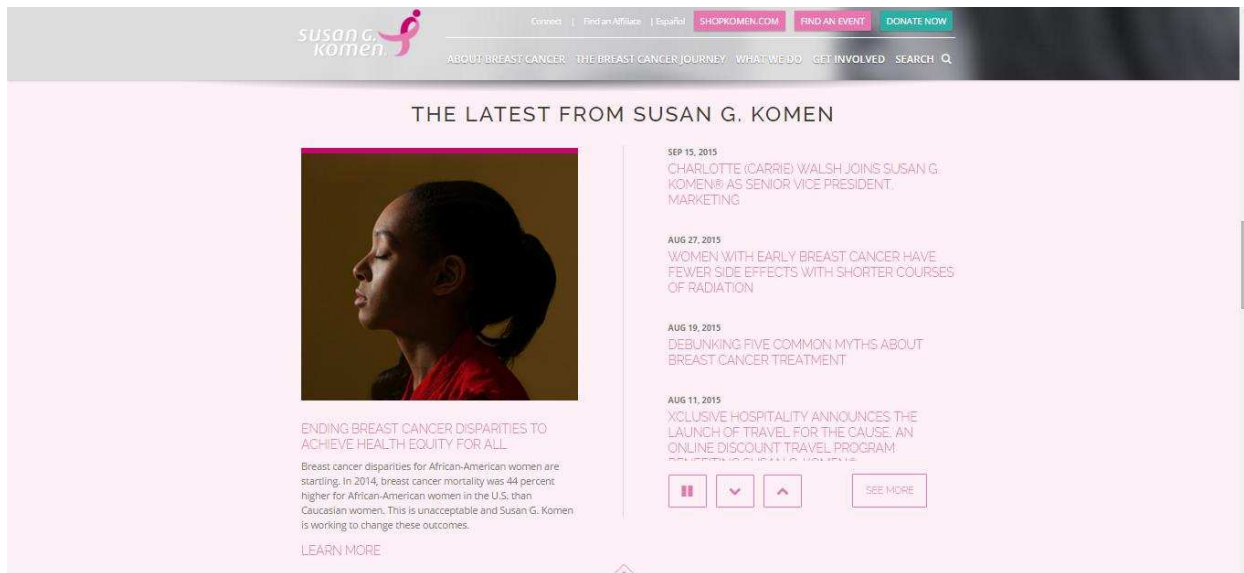 susan g.
komen.
Connect | Find an Affiliate | Español SHOPKOMEN.COM FIND AN EVENT DONATE NOW
ABOUT BREAST CANCER THE BREAST CANCER JOURNEY WHAT WE DO GET INVOLVED SEARCH
THE LATEST FROM SUSAN G. KOMEN
ENDING BREAST CANCER DISPARITIES TO
ACHIEVE HEALTH EQUITY FOR ALL
Breast cancer disparities for African-American women are
startling. In 2014, breast cancer mortality was 44 percent
higher for African-American women in the U.S. than
Caucasian women. This is unacceptable and Susan G. Komen
is working to change these outcomes.
LEARN MORE
SEP 15, 2015
CHARLOTTE (CARRIE) WALSH JOINS SUSAN G.
KOMEN® AS SENIOR VICE PRESIDENT,
MARKETING
AUG 27, 2015
WOMEN WITH EARLY BREAST CANCER HAVE
FEWER SIDE EFFECTS WITH SHORTER COURSES
OF RADIATION
AUG 19, 2015
DEBUNKING FIVE COMMON MYTHS ABOUT
BREAST CANCER TREATMENT
AUG 11, 2015
XCLUSIVE HOSPITALITY ANNOUNCES THE
LAUNCH OF TRAVEL FOR THE CAUSE, AN
ONLINE DISCOUNT TRAVEL PROGRAM
BENEFITING SUSAN G. KOMEN®
SEE MORE